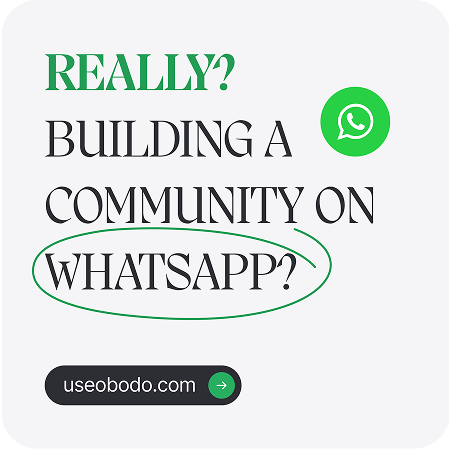 REALLY?
BUILDING A
COMMUNITY ON
WHATSAPP?
useobodo.com